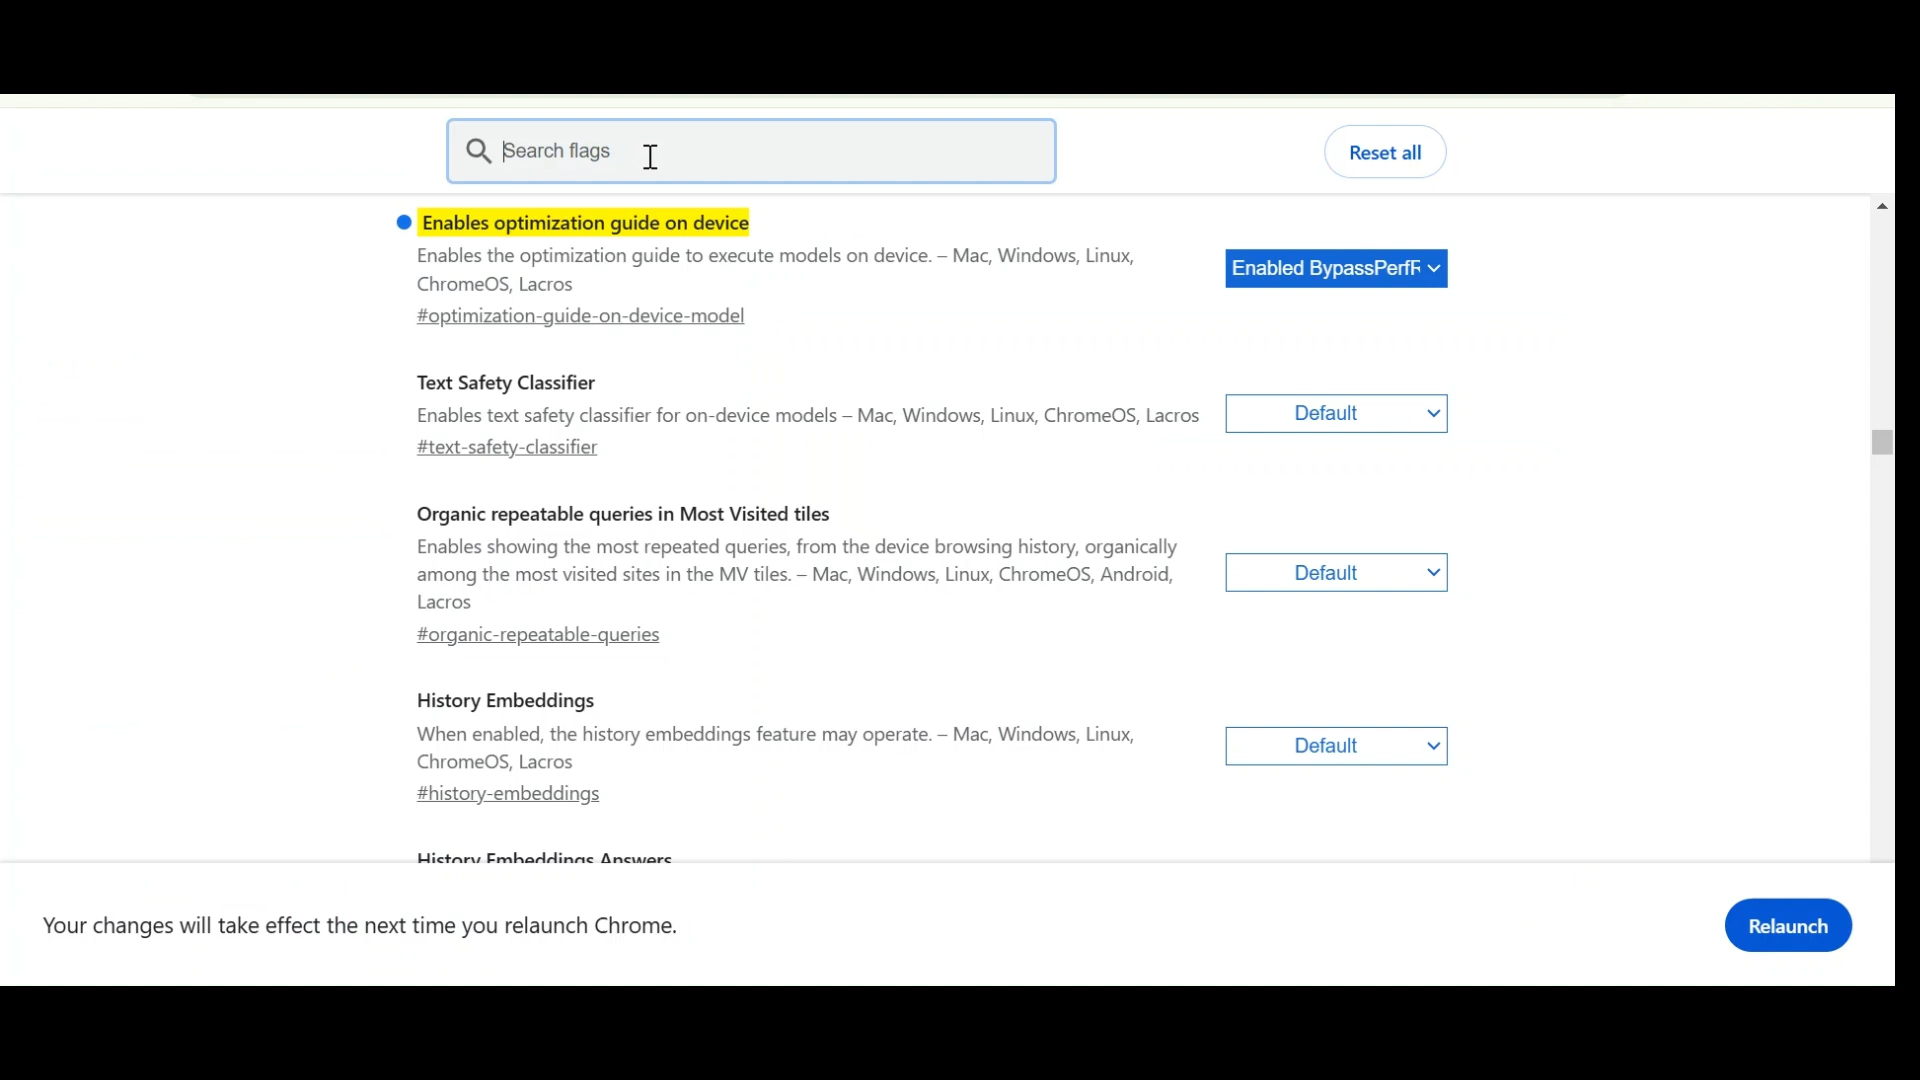 Search flags
Reset all
Enables optimization guide on device
Enables the optimization guide to execute models on device. – Mac, Windows, Linux,
ChromeOS, Lacros
#optimization-guide-on-device-model
Enabled BypassPerfR
Text Safety Classifier
Enables text safety classifier for on-device models – Mac, Windows, Linux, ChromeOS, Lacros
#text-safety-classifier
Default
Organic repeatable queries in Most Visited tiles
Enables showing the most repeated queries, from the device browsing history, organically
among the most visited sites in the MV tiles. – Mac, Windows, Linux, ChromeOS, Android,
Lacros
#organic-repeatable-queries
Default
History Embeddings
When enabled, the history embeddings feature may operate. – Mac, Windows, Linux,
ChromeOS, Lacros
#history-embeddings
Default
History Embeddings Answers
Your changes will take effect the next time you relaunch Chrome.
Relaunch